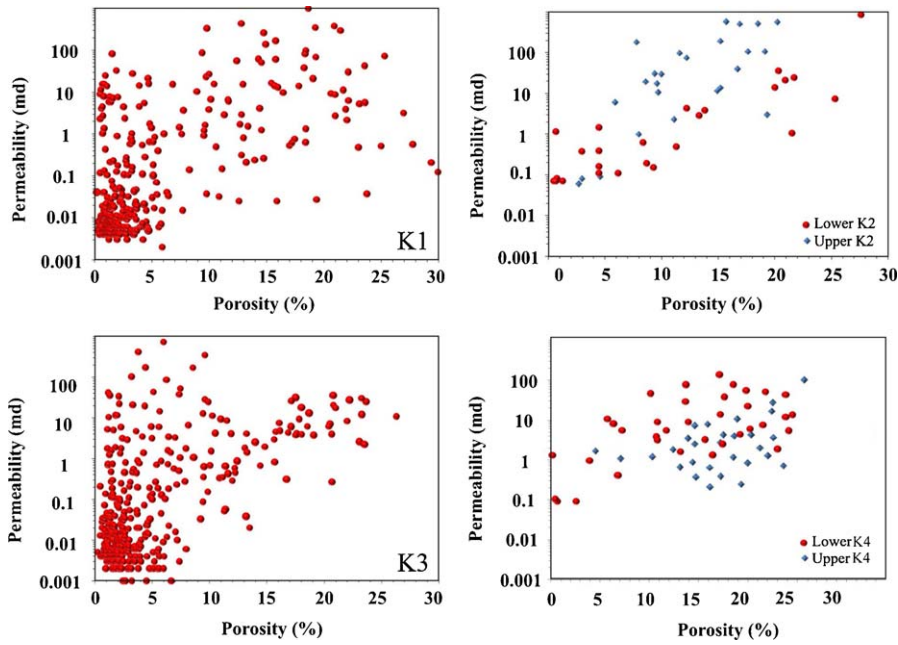 Permeability (md)
100
10
1
0.1
0.01
0.001
0 5 10 15 20 25 30
Porosity (%)
K1
Permeability (md)
100
10
1
0.1
0.01
0.001
0 5 10 15 20 25 30
Porosity (%)
Lower K2
Upper K2
Permeability (md)
100
10
1
0.1
0.01
0.001
0 5 10 15 20 25 30
Porosity (%)
K3
Permeability (md)
100
10
1
0.1
0.01
0.001
0 5 10 15 20 25 30
Porosity (%)
Lower K4
Upper K4